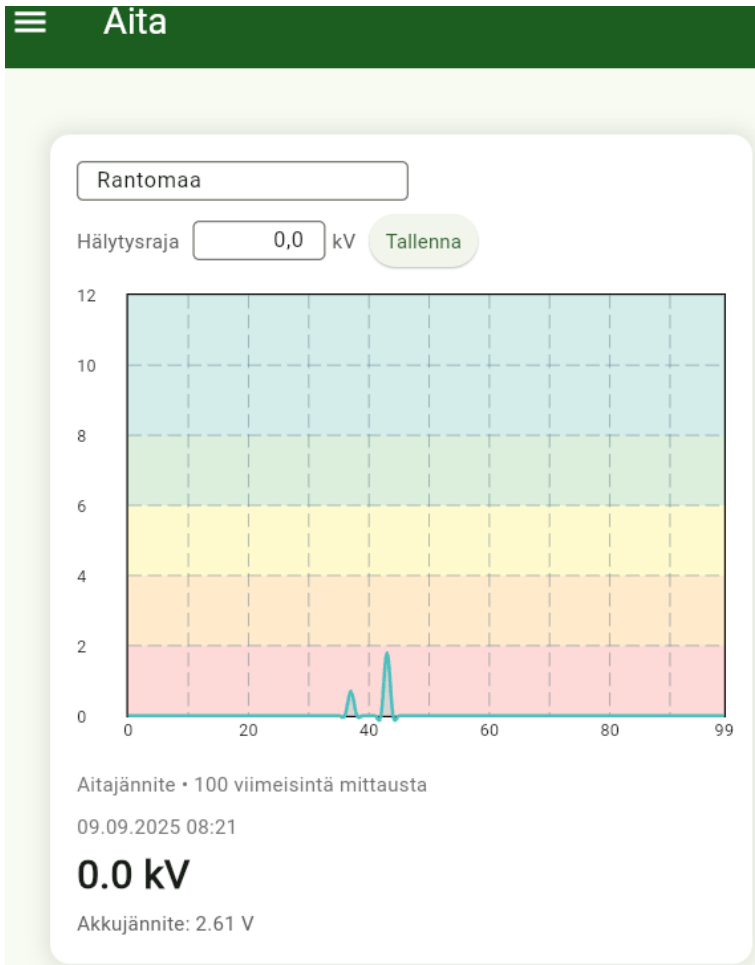 Aita
Rantomaa
Hälytysraja 0,0 kV Tallenna
12
10
8
6
4
2
0
0 20 40 60 80 99
Aitajännite • 100 viimeisintä mittausta
09.09.2025 08:21
0.0 kV
Akkujännite: 2.61 V